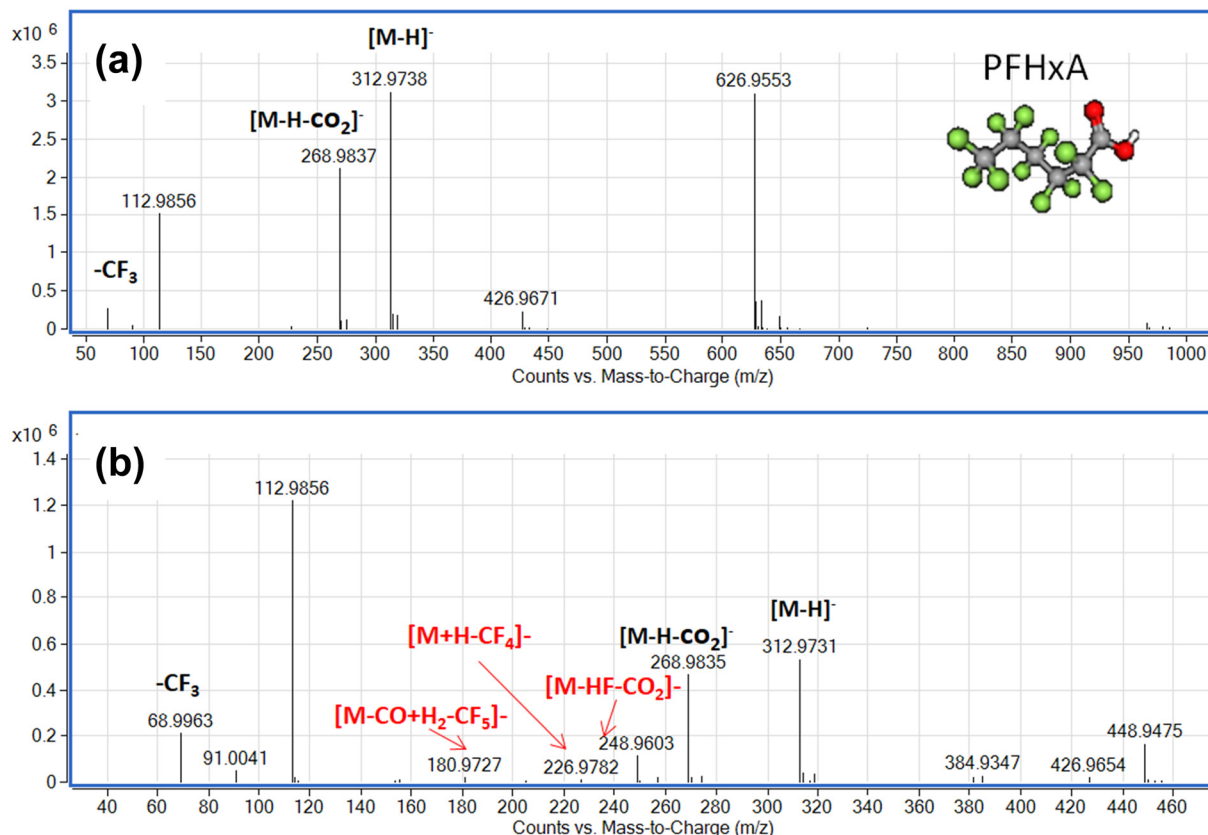 x10 6
(a)
[M-H]-
312.9738
626.9553
PFHxA
3.5
3
2.5
2
1.5
1
0.5
0
[M-H-CO2]-
268.9837
112.9856
-CF3
426.9671
50 100 150 200 250 300 350 400 450 500 550 600 650 700 750 800 850 900 950 1000
Counts vs. Mass-to-Charge (m/z)
x10 6
(b)
1.4
1.2
1
0.8
0.6
0.4
0.2
0
112.9856
[M-H]-
312.9731
[M+H-CF4]-
[M-H-CO2]-
268.9835
-CF3
68.9963
[M-HF-CO2]-
[M-CO+H2-CF5]-
248.9603
448.9475
91.0041
180.9727
226.9782
384.9347
426.9654
40 60 80 100 120 140 160 180 200 220 240 260 280 300 320 340 360 380 400 420 440 460
Counts vs. Mass-to-Charge (m/z)